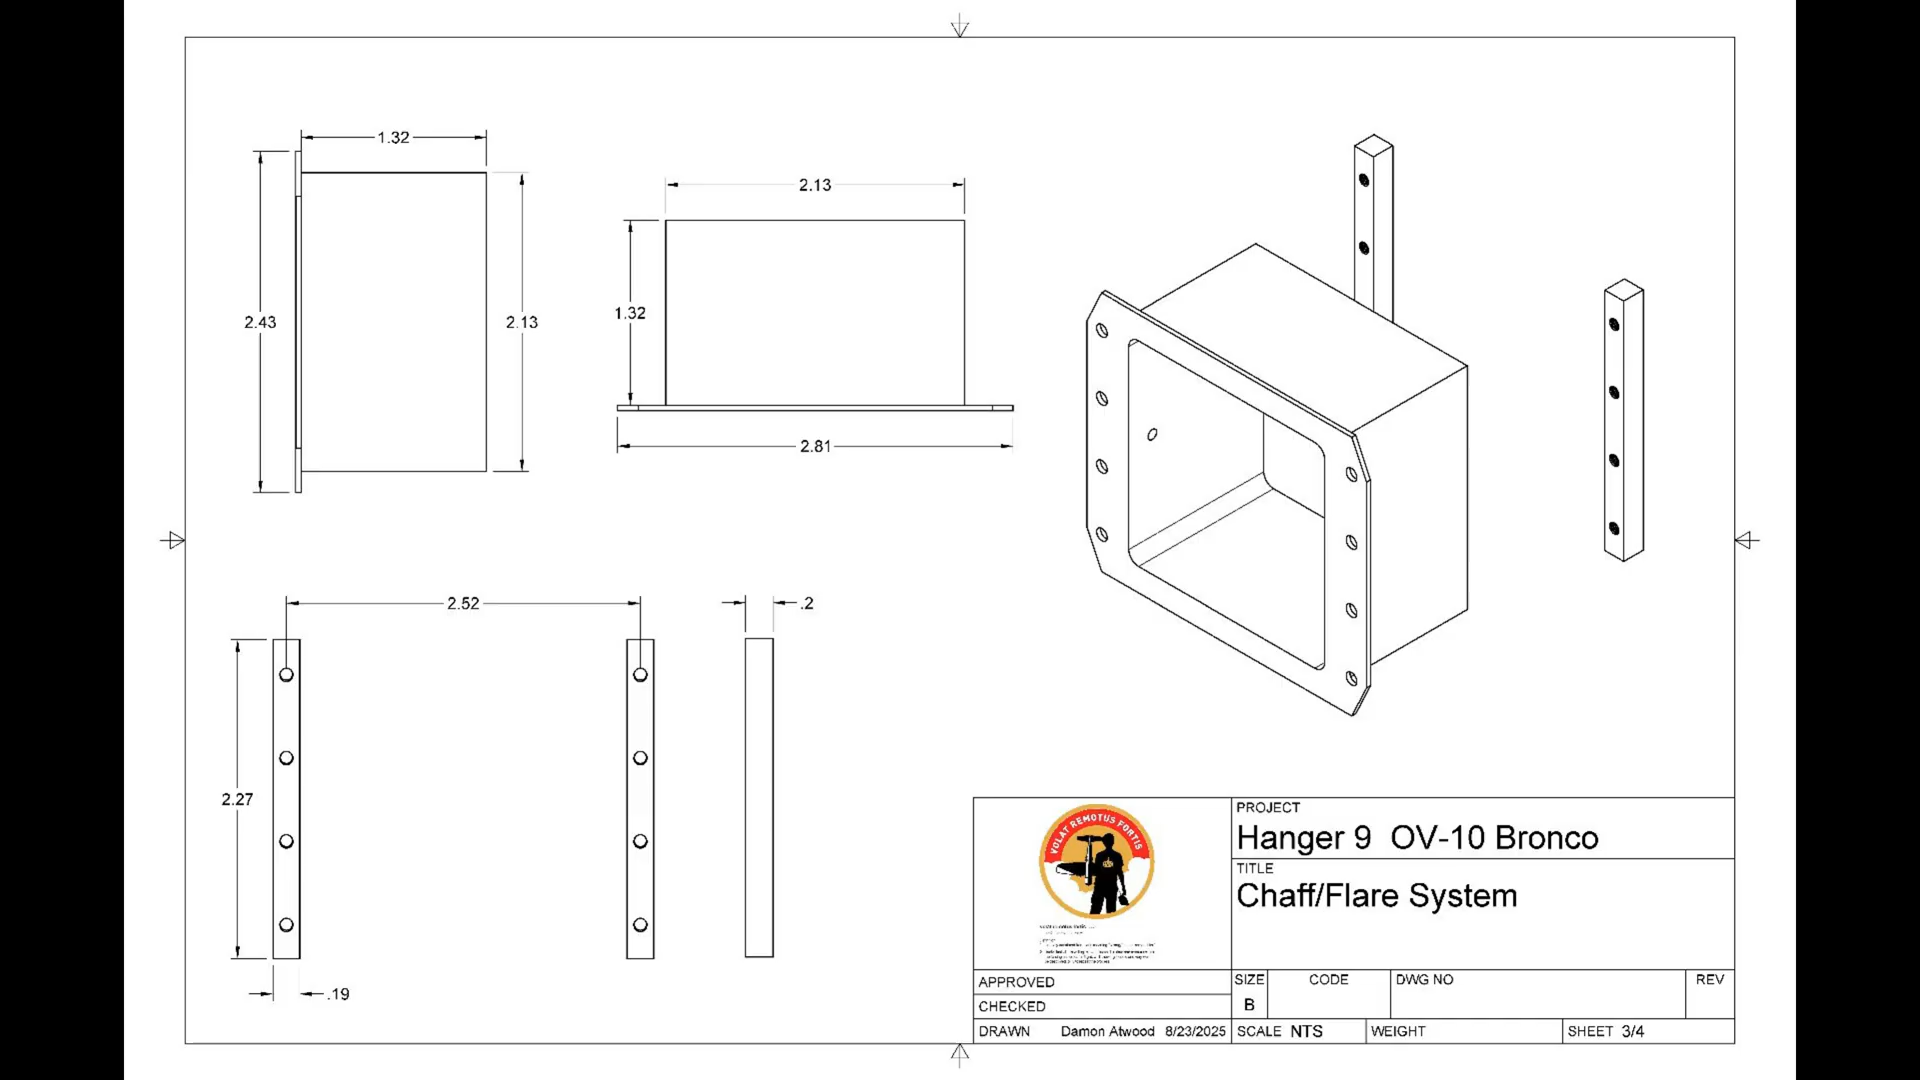 1.32
2.43
2.13
2.13
1.32
2.81
2.52
.2
2.27
.19
VOLAT REMOTUS FORTIS
PROJECT
Hanger 9 OV-10 Bronco
TITLE
Chaff/Flare System
APPROVED
CHECKED
DRAWN Damon Atwood 8/23/2025
SIZE
B
CODE
DWG NO
REV
SCALE NTS
WEIGHT
SHEET 3/4